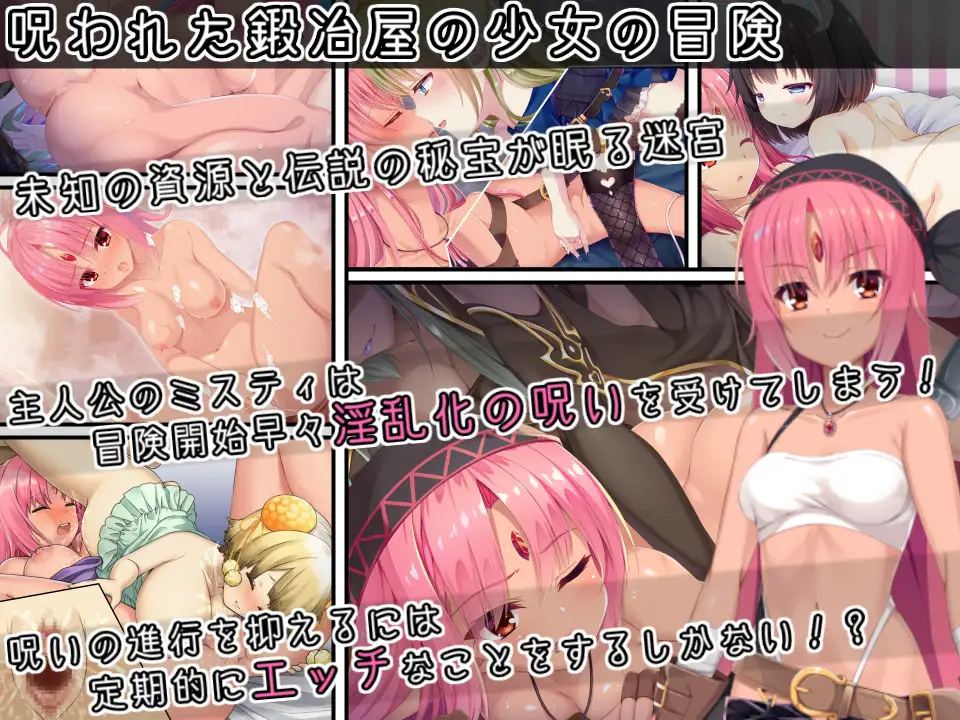 呪われた鍛冶屋の少女の冒険
未知の資源と伝説の秘宝が眠る迷宮
主人公のミスティは
冒険開始早々淫乱化の呪いを受けてしまう！
呪いの進行を抑えるには
定期的にエッチなことをするしかない！？